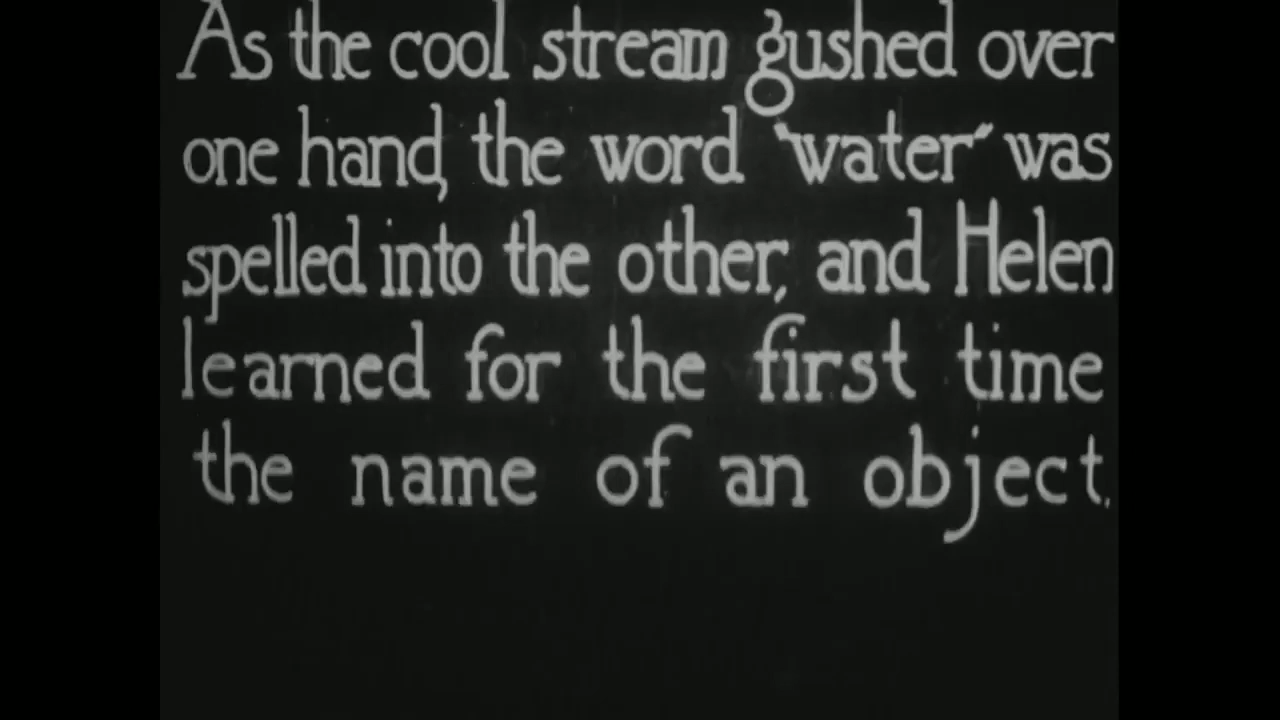 As the cool stream gushed over
one hand, the word "water" was
spelled into the other, and Helen
learned for the first time
the name of an object.